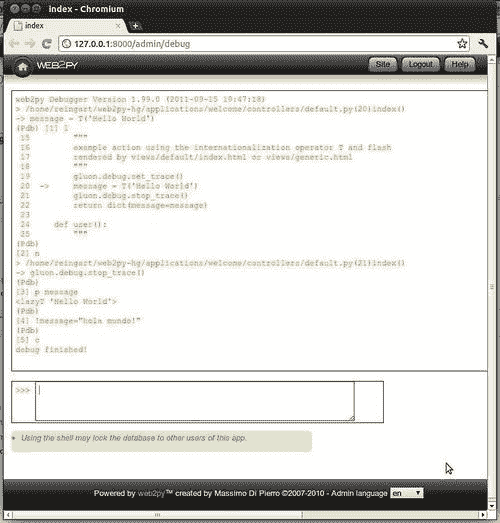 index - Chromium
index
127.0.0.1:8000/admin/debug
WEB2PY
Site Logout Help
web2py Debugger Version 1.99.0 (2011-09-15 19:47:18)
> /home/reingart/web2py-hg/applications/welcome/controllers/default.py(20)index()
-> message = T('Hello World')
(Pdb) [1] l
15 """
16 example action using the internationalization operator T and flash
17 rendered by views/default/index.html or views/generic.html
18 """
19 gluon.debug.set_trace()
20 -> message = T('Hello World')
21 gluon.debug.stop_trace()
22 return dict(message=message)
23
24 def user():
25 """
(Pdb)
[2] n
> /home/reingart/web2py-hg/applications/welcome/controllers/default.py(21)index()
-> gluon.debug.stop_trace()
(Pdb)
[3] p message
<lazyT 'Hello World'>
(Pdb)
[4] !message="hola mundo!"
(Pdb)
[5] c
debug finished!
>>>
Using the shell may lock the database to other users of this app.
Powered by web2py™ created by Massimo Di Pierro ©2007-2010 - Admin language en